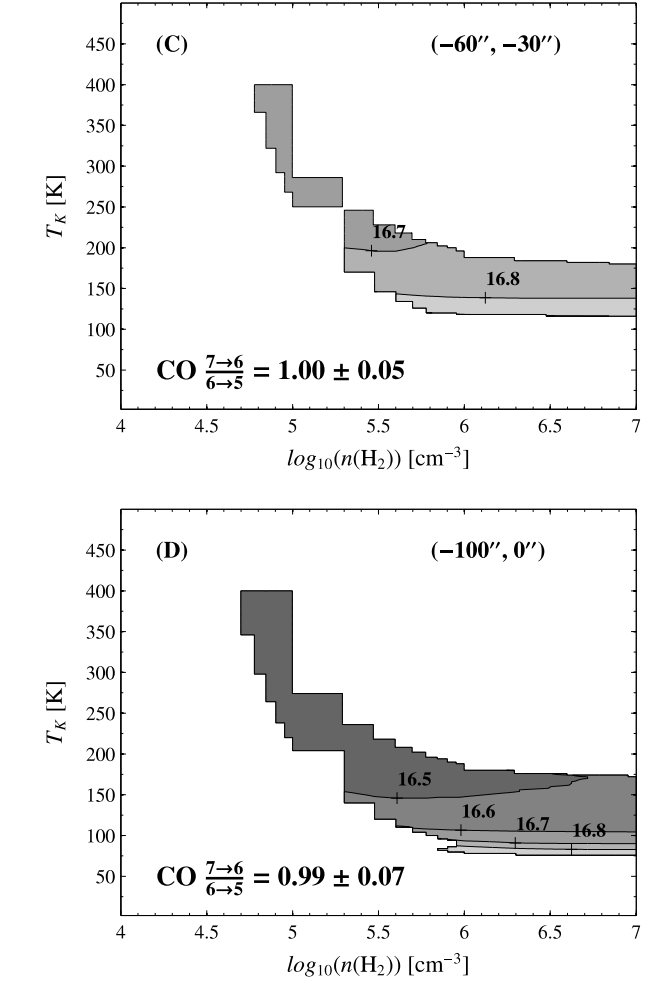 (C) (−60″, −30″)
450
400
350
300
250
200
150
100
50
T_K [K]
16.7
16.8
CO 7→6/6→5 = 1.00 ± 0.05
4 4.5 5 5.5 6 6.5 7
log₁₀(n(H₂)) [cm⁻³]
(D) (−100″, 0″)
450
400
350
300
250
200
150
100
50
T_K [K]
16.5
16.6
16.7
16.8
CO 7→6/6→5 = 0.99 ± 0.07
4 4.5 5 5.5 6 6.5 7
log₁₀(n(H₂)) [cm⁻³]